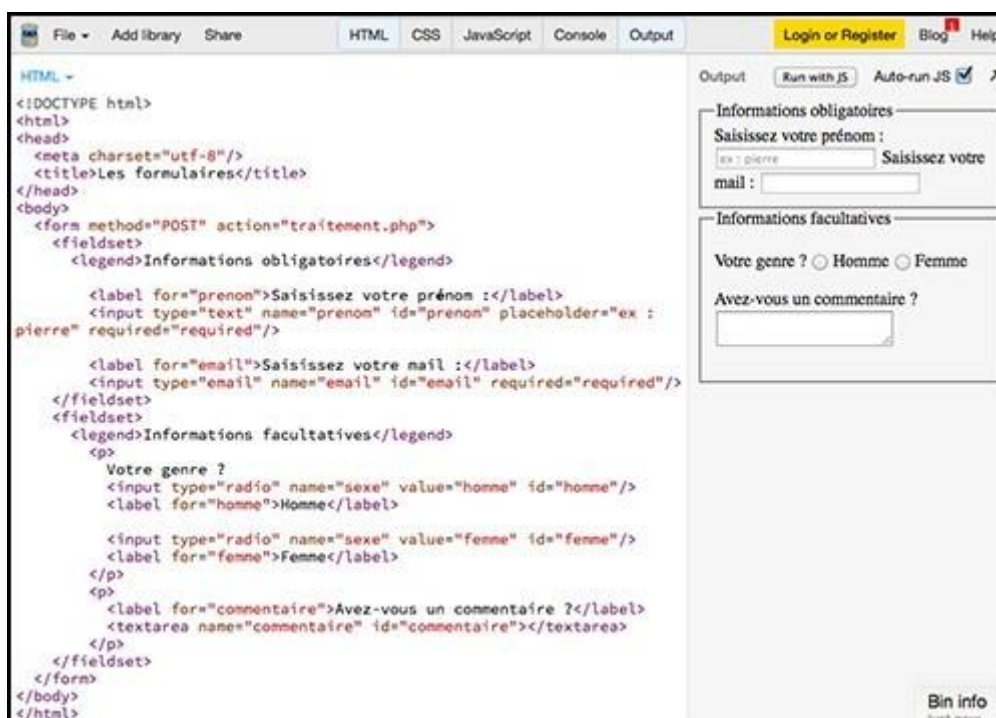 File ▾ Add library Share HTML CSS JavaScript Console Output Login or Register Blog 1 Help
HTML ▾
<!DOCTYPE html>
<html>
<head>
<meta charset="utf-8"/>
<title>Les formulaires</title>
</head>
<body>
<form method="POST" action="traitement.php">
<fieldset>
<legend>Informations obligatoires</legend>
<label for="prenom">Saisissez votre prénom :</label>
<input type="text" name="prenom" id="prenom" placeholder="ex :
pierre" required="required"/>
<label for="email">Saisissez votre mail :</label>
<input type="email" name="email" id="email" required="required"/>
</fieldset>
<fieldset>
<legend>Informations facultatives</legend>
<p>
Votre genre ?
<input type="radio" name="sexe" value="homme" id="homme"/>
<label for="homme">Homme</label>
<input type="radio" name="sexe" value="femme" id="femme"/>
<label for="femme">Femme</label>
</p>
<p>
<label for="commentaire">Avez-vous un commentaire ?</label>
<textarea name="commentaire" id="commentaire"></textarea>
</p>
</fieldset>
</form>
</body>
</html>
Output Run with JS Auto-run JS
Informations obligatoires
Saisissez votre prénom :
ex : pierre Saisissez votre
mail :
Informations facultatives
Votre genre ? Homme Femme
Avez-vous un commentaire ?
Bin info